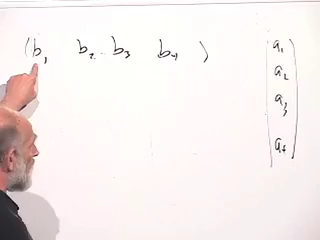 (b₁ b₂ b₃ b₄)
a₁
a₂
a₃
a₄